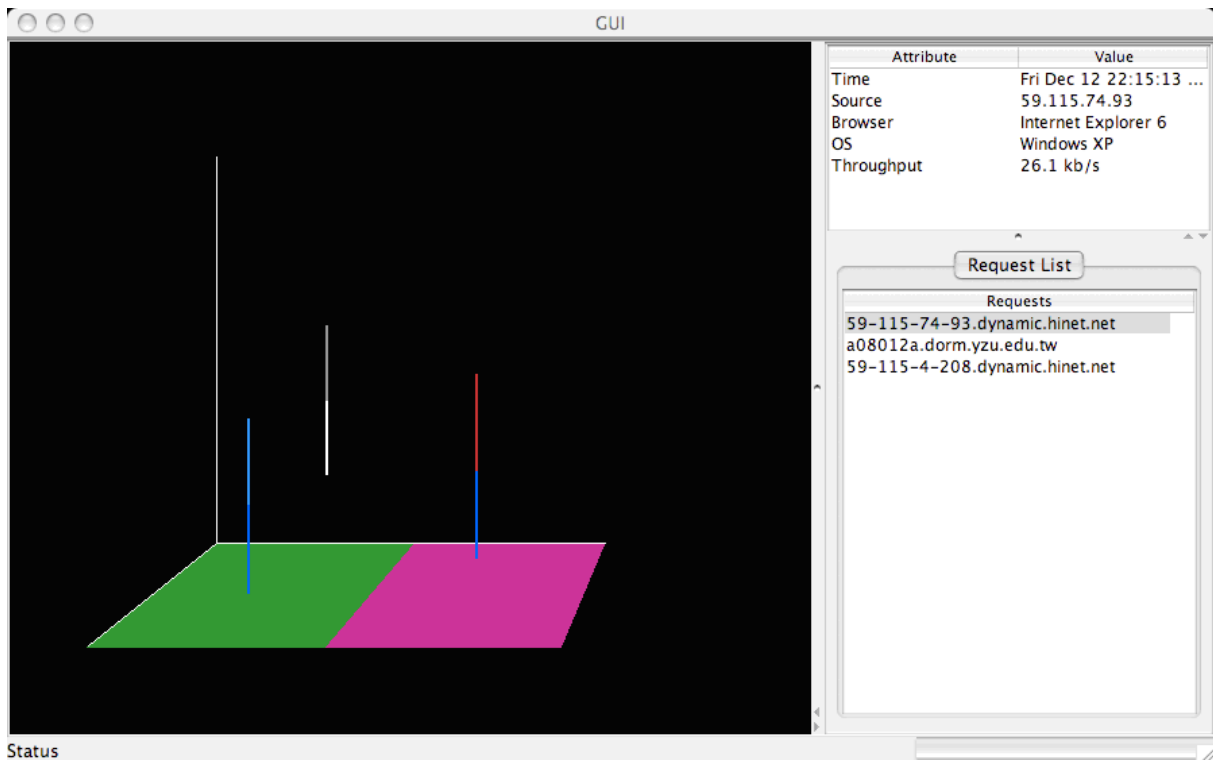 GUI
Attribute Value
Time Fri Dec 12 22:15:13 ...
Source 59.115.74.93
Browser Internet Explorer 6
OS Windows XP
Throughput 26.1 kb/s
Request List
Requests
59-115-74-93.dynamic.hinet.net
a08012a.dorm.yzu.edu.tw
59-115-4-208.dynamic.hinet.net
Status